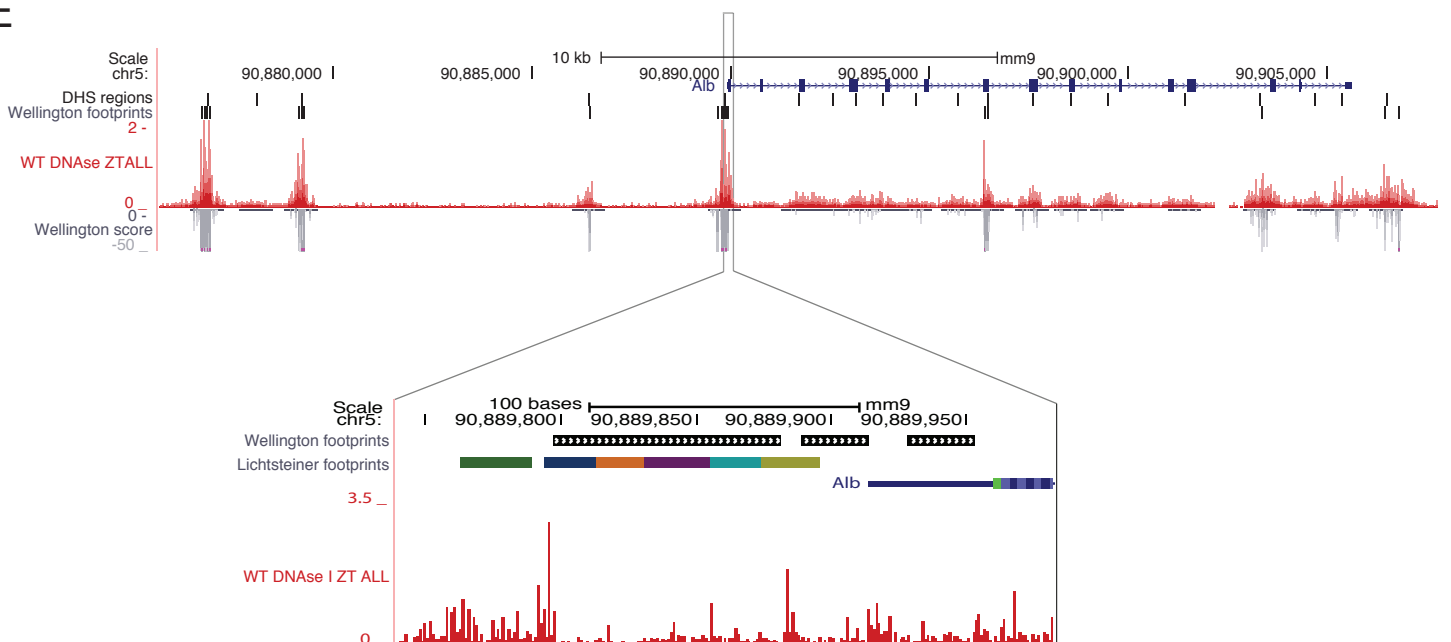 E
Scale 10 kb mm9
chr5: 90,880,000 90,885,000 90,890,000 90,895,000 90,900,000 90,905,000
Alb
DHS regions
Wellington footprints
2 -
WT DNAse ZTALL
0 _
0 -
Wellington score
-50 _
Scale 100 bases mm9
chr5: 90,889,800 90,889,850 90,889,900 90,889,950
Wellington footprints
Lichtsteiner footprints
Alb
3.5 _
WT DNAse I ZT ALL
0